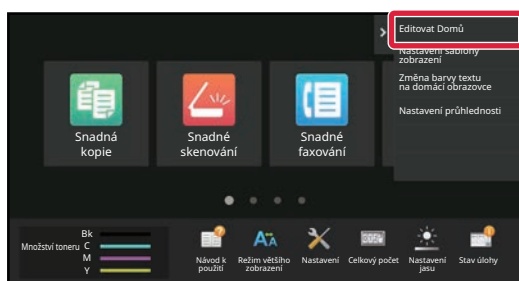 Editovat Domů
Nastavení šablony
zobrazení
Změna barvy textu
na domácí obrazovce
Nastavení průhlednosti
Snadná
kopie
Snadné
skenování
Snadné
faxování
Množství toneru
Bk
C
M
Y
Návod k
použití
Režim většího
zobrazení
Nastavení
Celkový počet
Nastavení
jasu
Stav úlohy